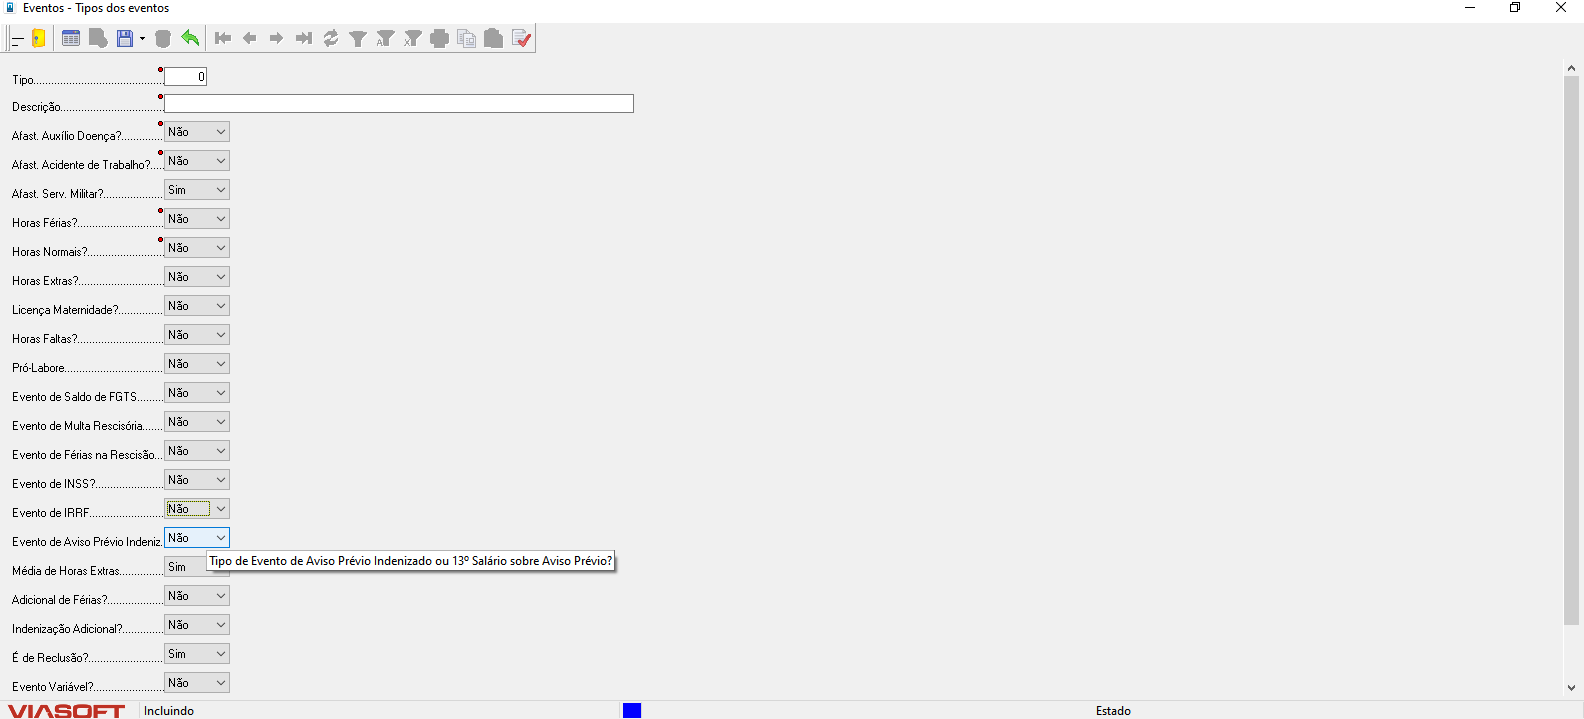 Eventos - Tipos dos eventos
Tipo 0
Descrição
Afast. Auxílio Doença? Não
Afast. Acidente de Trabalho? Não
Afast. Serv. Militar? Sim
Horas Férias? Não
Horas Normais? Não
Horas Extras? Não
Licença Maternidade? Não
Horas Faltas? Não
Pró-Labore Não
Evento de Saldo de FGTS Não
Evento de Multa Rescisória Não
Evento de Férias na Rescisão Não
Evento de INSS? Não
Evento de IRRF Não
Evento de Aviso Prévio Indeniz. Não
Tipo de Evento de Aviso Prévio Indenizado ou 13º Salário sobre Aviso Prévio?
Média de Horas Extras Sim
Adicional de Férias? Não
Indenização Adicional? Não
É de Reclusão? Sim
Evento Variável? Não
VIASOFT Incluindo Estado